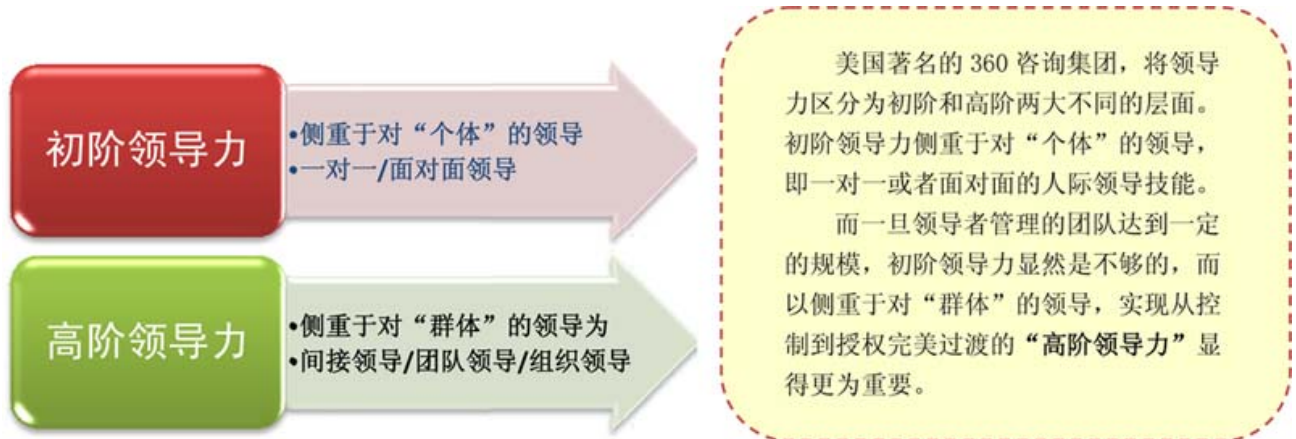 初阶领导力
•侧重于对“个体”的领导
•一对一/面对面领导
高阶领导力
•侧重于对“群体”的领导为
•间接领导/团队领导/组织领导
美国著名的 360 咨询集团，将领导
力区分为初阶和高阶两大不同的层面。
初阶领导力侧重于对“个体”的领导，
即一对一或者面对面的人际领导技能。
而一旦领导者管理的团队达到一定
的规模，初阶领导力显然是不够的，而
以侧重于对“群体”的领导，实现从控
制到授权完美过渡的“高阶领导力”显
得更为重要。